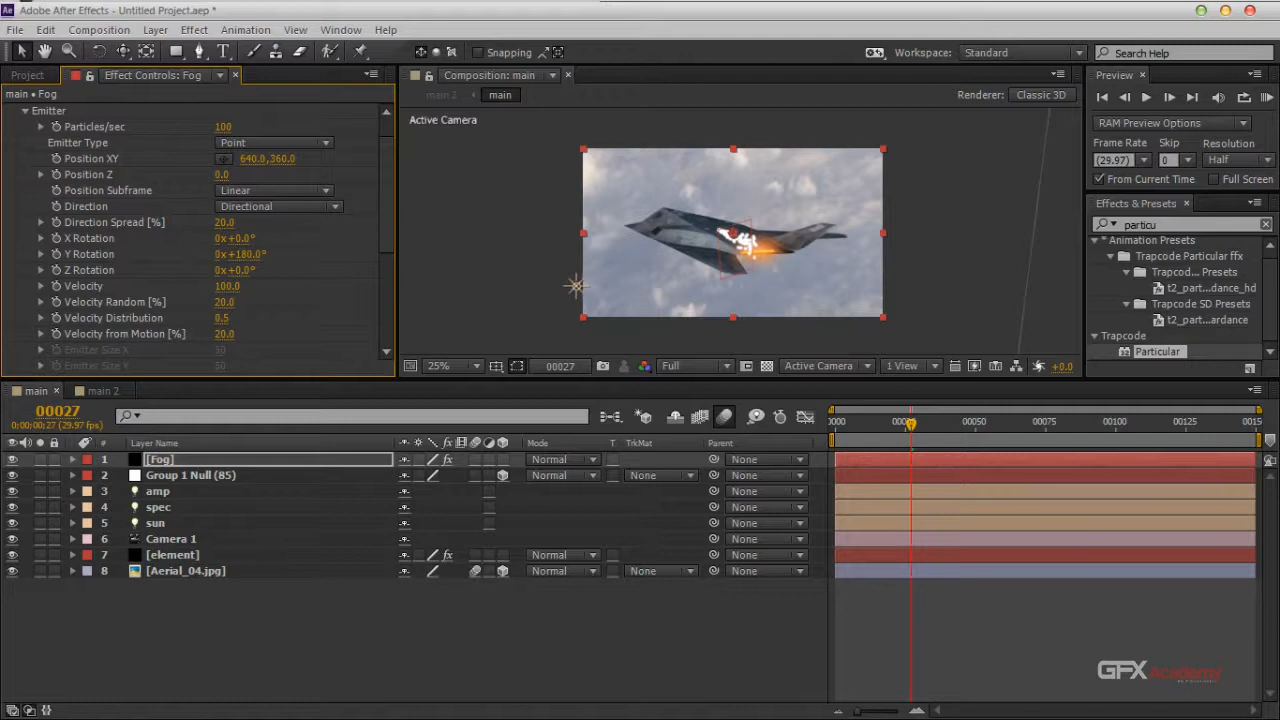 Adobe After Effects - Untitled Project.aep *
File Edit Composition Layer Effect Animation View Window Help
Snapping
Workspace: Standard
Search Help
Project
Effect Controls: Fog
main • Fog
Emitter
Particles/sec 100
Emitter Type Point
Position XY 640.0,360.0
Position Z 0.0
Position Subframe Linear
Direction Directional
Direction Spread [%] 20.0
X Rotation 0x+0.0°
Y Rotation 0x+180.0°
Z Rotation 0x+0.0°
Velocity 100.0
Velocity Random [%] 20.0
Velocity Distribution 0.5
Velocity from Motion [%] 20.0
Emitter Size X 50
Emitter Size Y 50
Composition: main
main 2 main
Renderer: Classic 3D
Active Camera
25% 00027 Full Active Camera 1 View +0.0
Preview
RAM Preview Options
Frame Rate Skip Resolution
(29.97) 0 Half
From Current Time Full Screen
Effects & Presets
particu
* Animation Presets
Trapcode Particular ffx
Trapcod... Presets
t2_part...dance_hd
Trapcode SD Presets
t2_part...ardance
Trapcode
Particular
main main 2
00027
0;00;00;27 (29.97 fps)
# Layer Name Mode T TrkMat Parent
0000 00050 00075 00100 00125 0015
1 [Fog] Normal None
2 Group 1 Null (85) Normal None None
3 amp None
4 spec None
5 sun None
6 Camera 1 None
7 [element] Normal None
8 [Aerial_04.jpg] Normal None None
GFX Academy